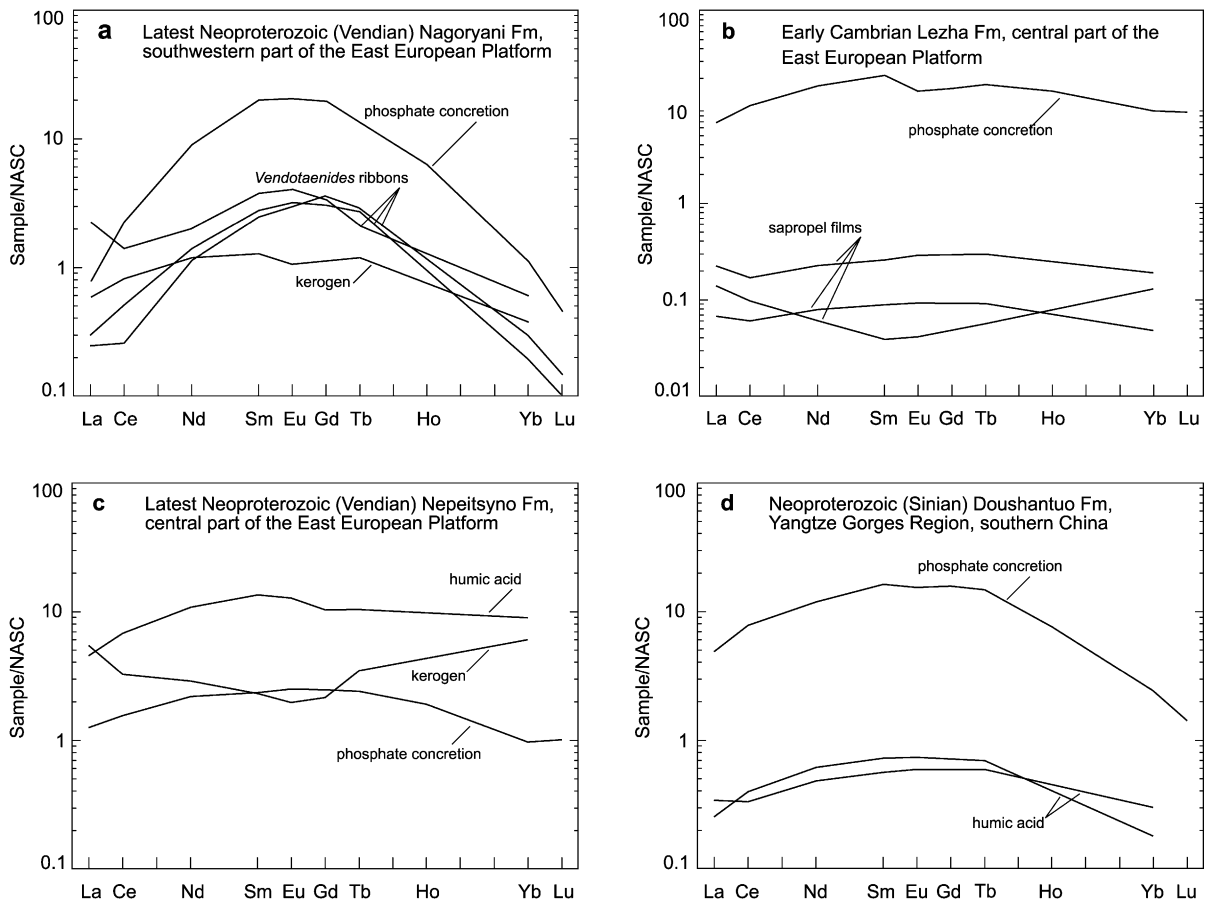 a
Latest Neoproterozoic (Vendian) Nagoryani Fm,
southwestern part of the East European Platform
100
10
1
0.1
Sample/NASC
phosphate concretion
Vendotaenides ribbons
kerogen
La Ce Nd Sm Eu Gd Tb Ho Yb Lu
b
Early Cambrian Lezha Fm, central part of the
East European Platform
100
10
1
0.1
0.01
Sample/NASC
phosphate concretion
sapropel films
La Ce Nd Sm Eu Gd Tb Ho Yb Lu
c
Latest Neoproterozoic (Vendian) Nepeitsyno Fm,
central part of the East European Platform
100
10
1
0.1
Sample/NASC
humic acid
kerogen
phosphate concretion
La Ce Nd Sm Eu Gd Tb Ho Yb Lu
d
Neoproterozoic (Sinian) Doushantuo Fm,
Yangtze Gorges Region, southern China
100
10
1
0.1
Sample/NASC
phosphate concretion
humic acid
La Ce Nd Sm Eu Gd Tb Ho Yb Lu